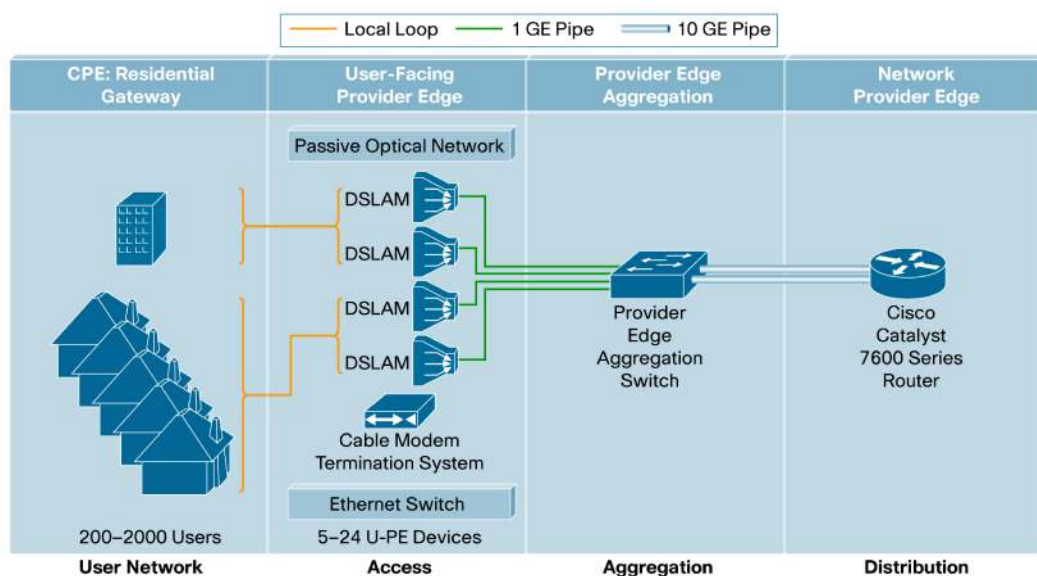 Local Loop
1 GE Pipe
10 GE Pipe
CPE: Residential
Gateway
User-Facing
Provider Edge
Provider Edge
Aggregation
Network
Provider Edge
Passive Optical Network
DSLAM
DSLAM
DSLAM
DSLAM
Provider
Edge
Aggregation
Switch
Cisco
Catalyst
7600 Series
Router
Cable Modem
Termination System
Ethernet Switch
200–2000 Users
5–24 U-PE Devices
User Network
Access
Aggregation
Distribution